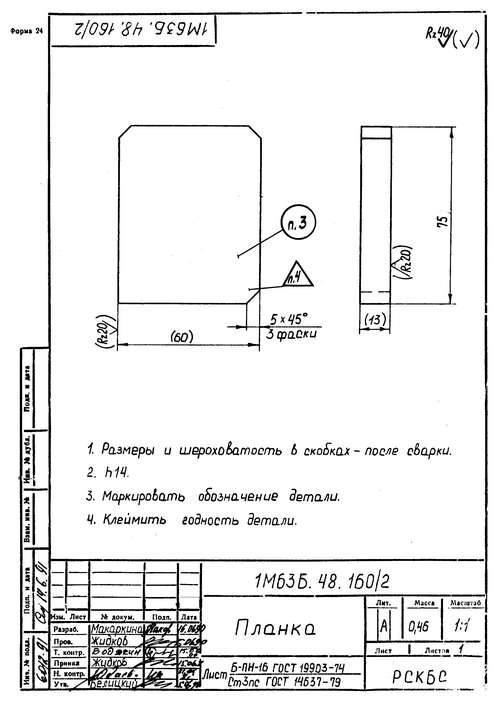 Форма 24
1М63Б. 48. 160/2
Rz40 (√)
п.3
п.4
75
(Rz20)
(Rz20)
5 × 45°
3 фаски
(60)
(13)
1. Размеры и шероховатость в скобках - после сварки.
2. h14.
3. Маркировать обозначение детали.
4. Клеймить годность детали.
Подп. и дата
Инв. № дубл.
Взам. инв. №
Подп. и дата
Инв. № подл.
1М63Б. 48. 160/2
Изм. Лист № докум. Подп. Дата
Разраб. Макаркина
Пров. Жидков
Т. контр.
Принял Жидков
Н. контр.
Утв. Белицкий
Планка
Лит. Масса Масштаб
А 0,46 1:1
Лист Листов 1
Лист Б-ПН-16 ГОСТ 19903-74
Ст3пс ГОСТ 14637-79
РСКБС